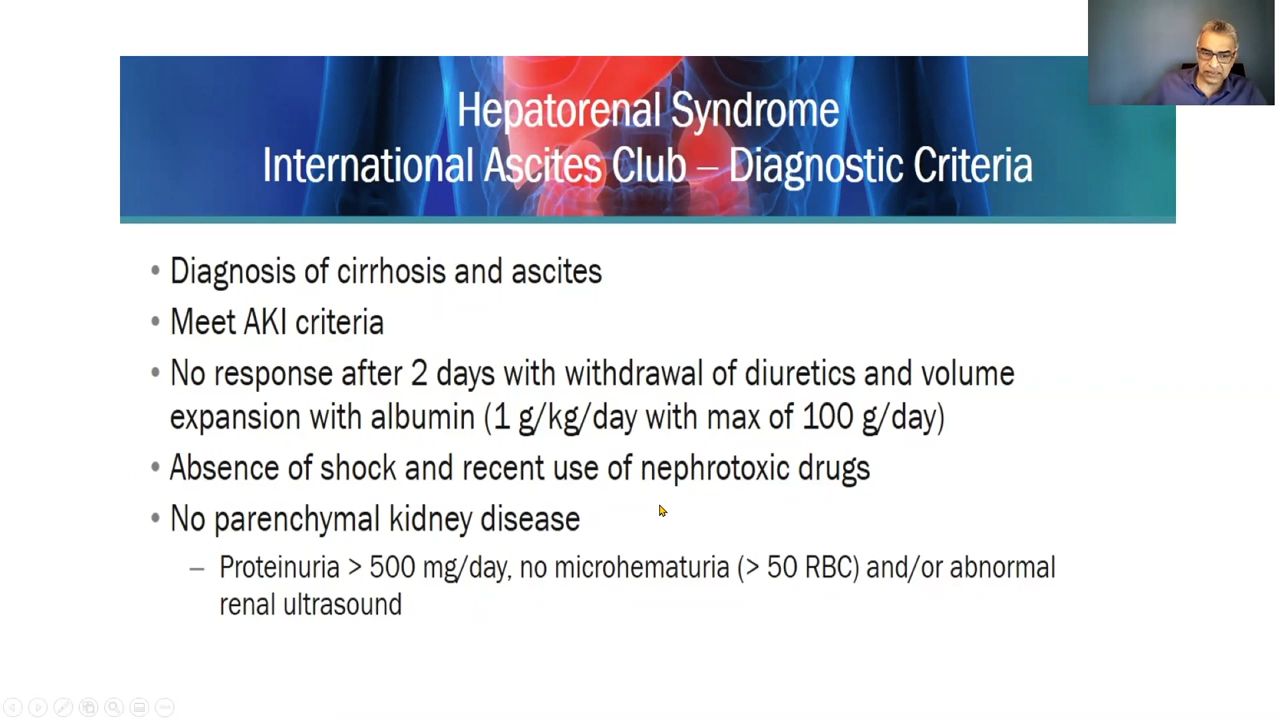 Hepatorenal Syndrome
International Ascites Club – Diagnostic Criteria
• Diagnosis of cirrhosis and ascites
• Meet AKI criteria
• No response after 2 days with withdrawal of diuretics and volume
expansion with albumin (1 g/kg/day with max of 100 g/day)
• Absence of shock and recent use of nephrotoxic drugs
• No parenchymal kidney disease
– Proteinuria > 500 mg/day, no microhematuria (> 50 RBC) and/or abnormal
renal ultrasound